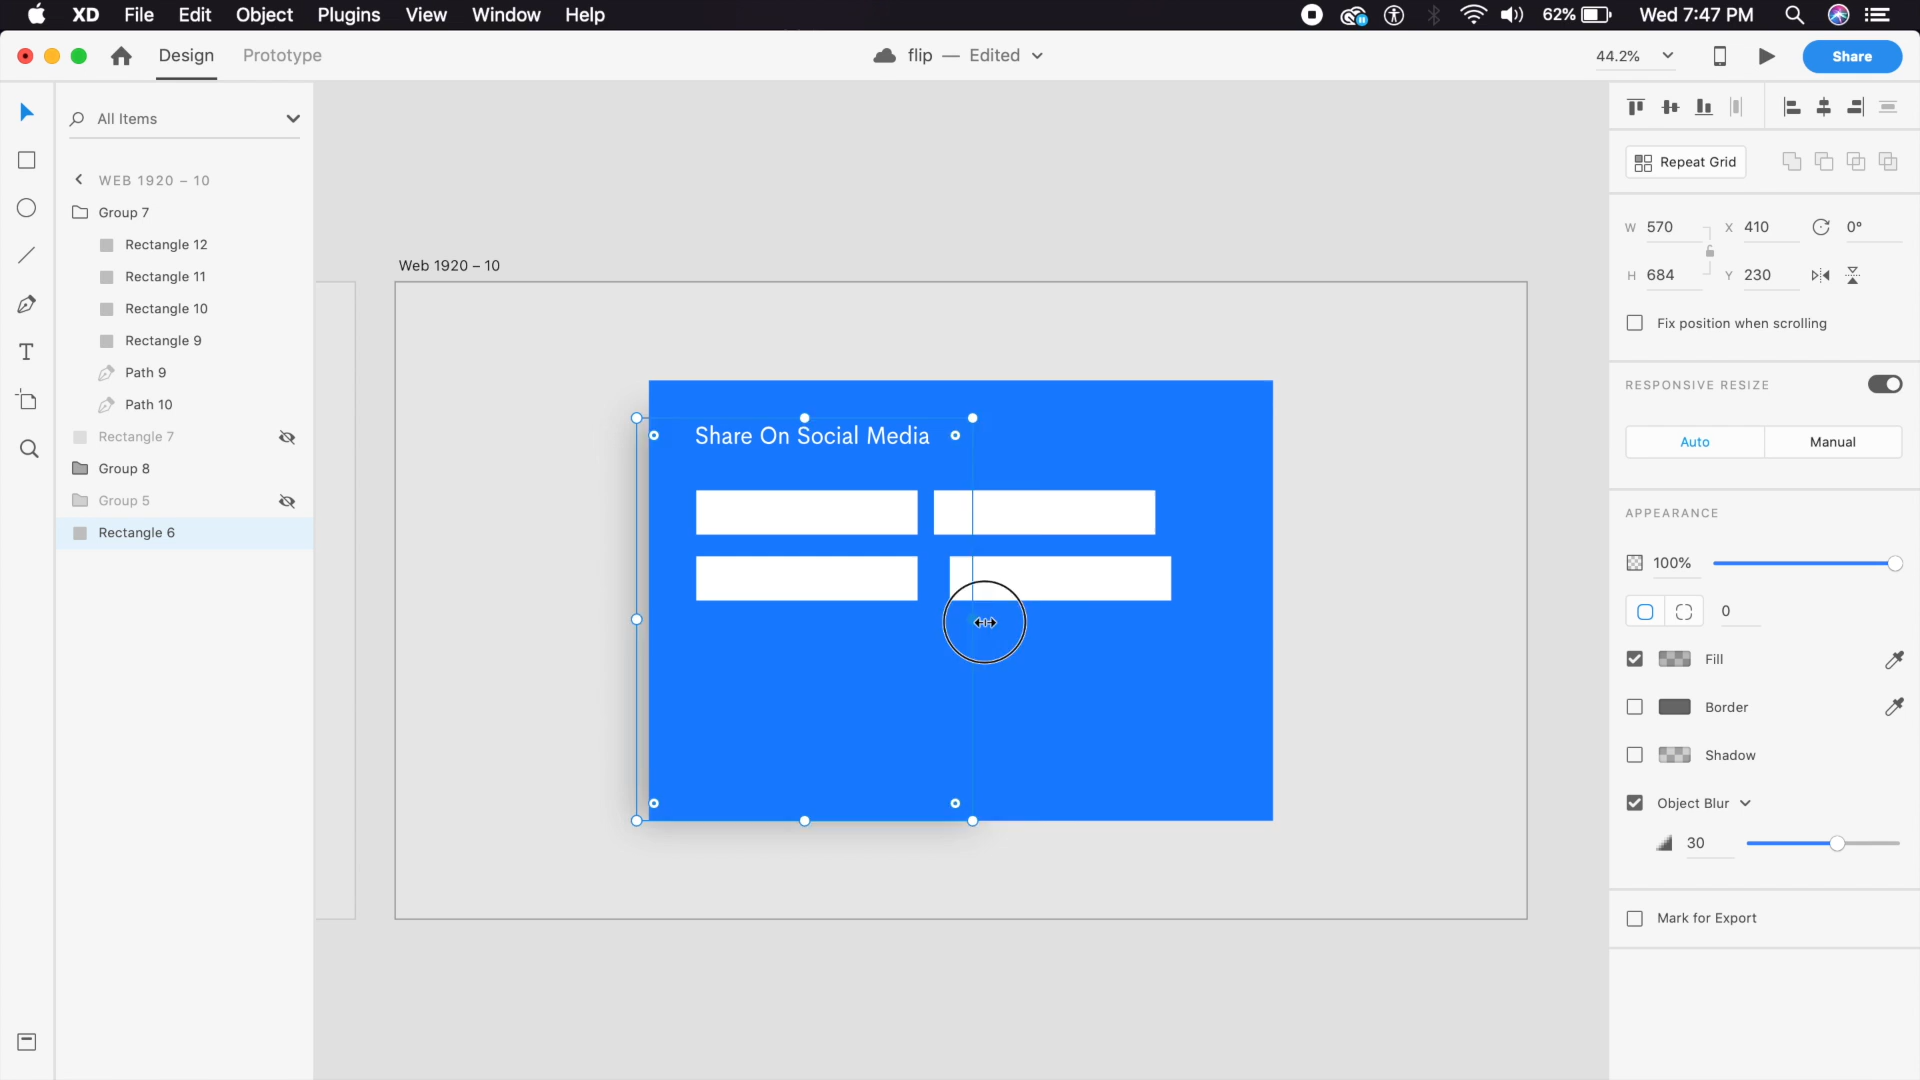 XD File Edit Object Plugins View Window Help 62% Wed 7:47 PM
Design Prototype flip — Edited 44.2% Share
All Items
WEB 1920 – 10
Group 7
Rectangle 12
Rectangle 11
Rectangle 10
Rectangle 9
Path 9
Path 10
Rectangle 7
Group 8
Group 5
Rectangle 6
Web 1920 – 10
Share On Social Media
Repeat Grid
W 570 X 410 0°
H 684 Y 230
Fix position when scrolling
RESPONSIVE RESIZE
Auto Manual
APPEARANCE
100%
0
Fill
Border
Shadow
Object Blur
30
Mark for Export